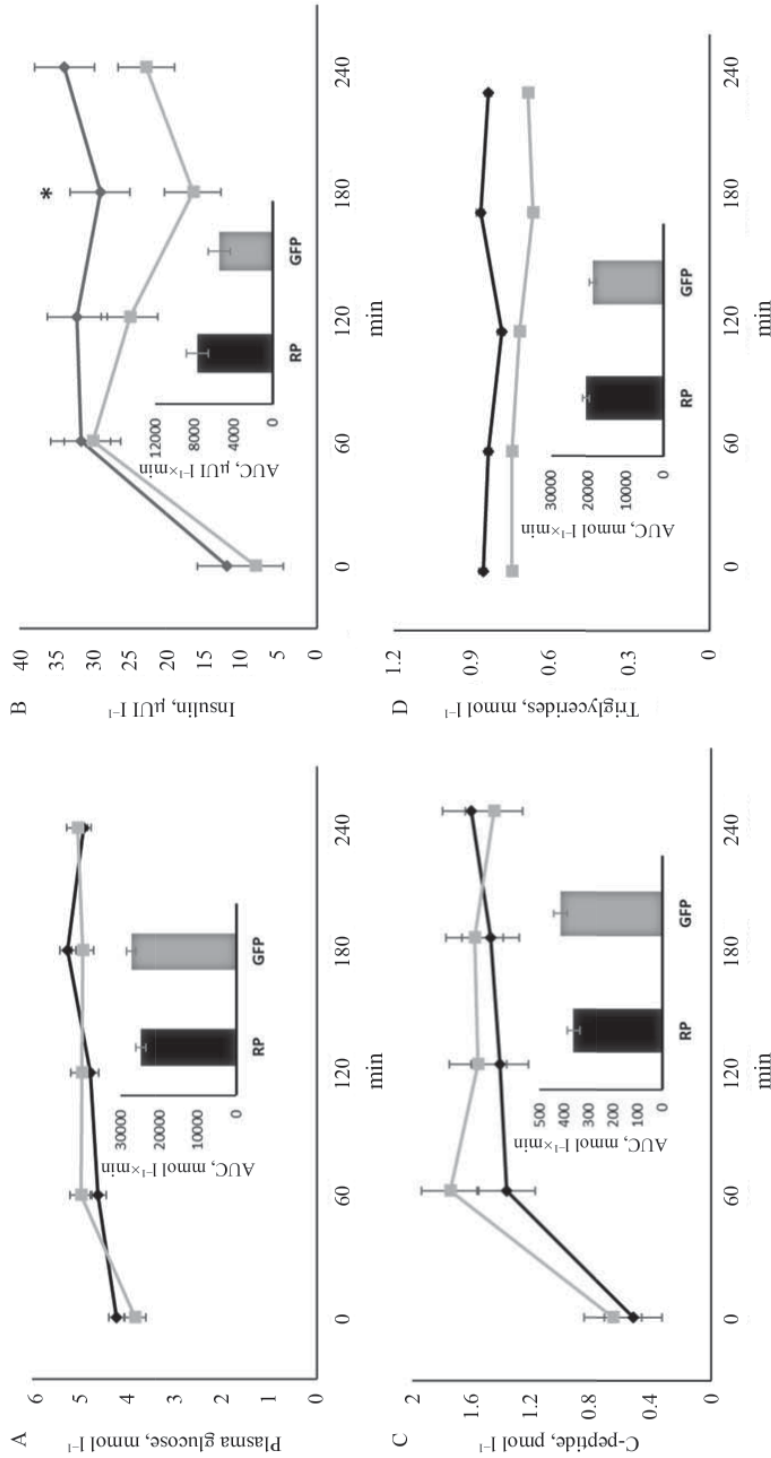 A
Plasma glucose, mmol l⁻¹
6
5
4
3
2
1
0
0 60 120 180 240
min
AUC, mmol l⁻¹×min
30000
20000
10000
0
RP GFP
B
Insulin, µUI l⁻¹
40
35
30
25
20
15
10
5
0
0 60 120 180 240
min
*
AUC, µUI l⁻¹×min
12000
8000
4000
0
RP GFP
C
C-peptide, pmol l⁻¹
2
1.6
1.2
0.8
0.4
0
0 60 120 180 240
AUC, mmol l⁻¹×min
500
400
300
200
100
0
RP GFP
D
Triglycerides, mmol l⁻¹
1.2
0.9
0.6
0.3
0
0 60 120 180 240
min
AUC, mmol l⁻¹×min
30000
20000
10000
0
RP GFP